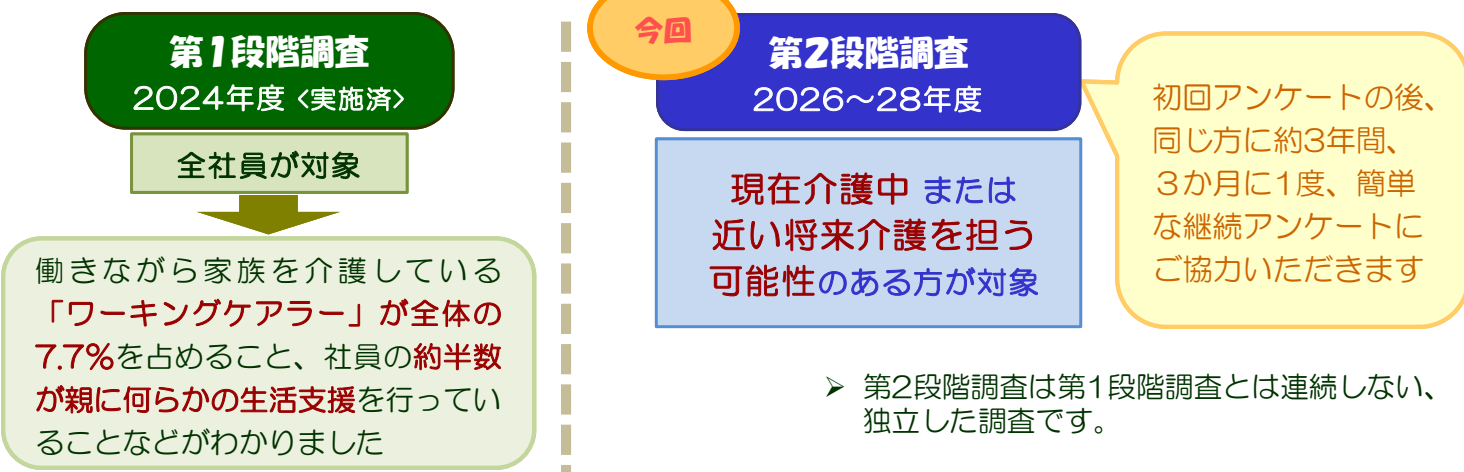 第1段階調査
2024年度 <実施済>
全社員が対象
働きながら家族を介護している
「ワーキングケアラー」が全体の
7.7%を占めること、社員の約半数
が親に何らかの生活支援を行ってい
ることなどがわかりました
今回
第2段階調査
2026～28年度
現在介護中 または
近い将来介護を担う
可能性のある方が対象
初回アンケートの後、
同じ方に約3年間、
３か月に1度、簡単
な継続アンケートに
ご協力いただきます
➢ 第2段階調査は第1段階調査とは連続しない、
独立した調査です。